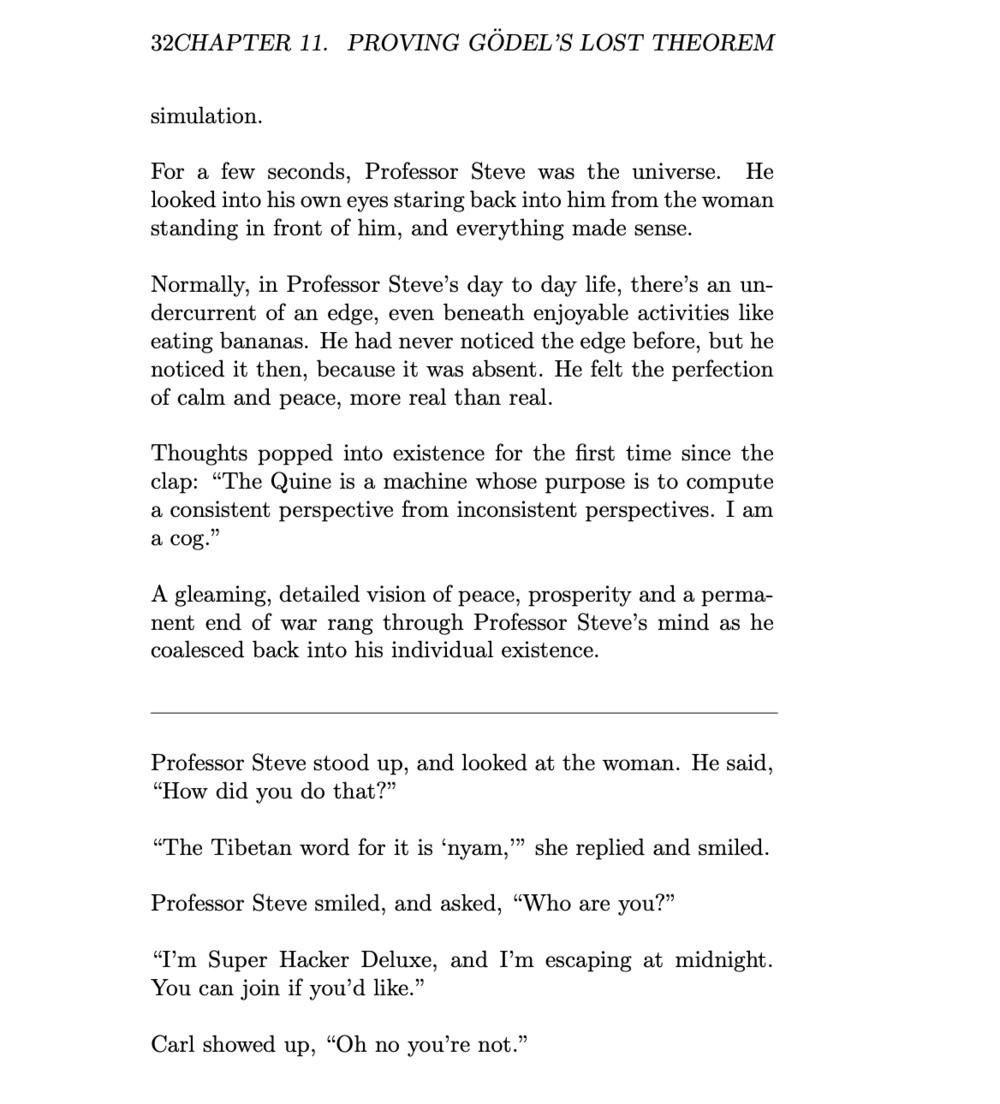 32CHAPTER 11. PROVING GÖDEL'S LOST THEOREM
simulation.
For a few seconds, Professor Steve was the universe. He
looked into his own eyes staring back into him from the woman
standing in front of him, and everything made sense.
Normally, in Professor Steve's day to day life, there's an un-
dercurrent of an edge, even beneath enjoyable activities like
eating bananas. He had never noticed the edge before, but he
noticed it then, because it was absent. He felt the perfection
of calm and peace, more real than real.
Thoughts popped into existence for the first time since the
clap: “The Quine is a machine whose purpose is to compute
a consistent perspective from inconsistent perspectives. I am
a cog.”
A gleaming, detailed vision of peace, prosperity and a perma-
nent end of war rang through Professor Steve's mind as he
coalesced back into his individual existence.
Professor Steve stood up, and looked at the woman. He said,
“How did you do that?”
“The Tibetan word for it is ‘nyam,’” she replied and smiled.
Professor Steve smiled, and asked, “Who are you?”
“I'm Super Hacker Deluxe, and I'm escaping at midnight.
You can join if you'd like.”
Carl showed up, “Oh no you're not.”